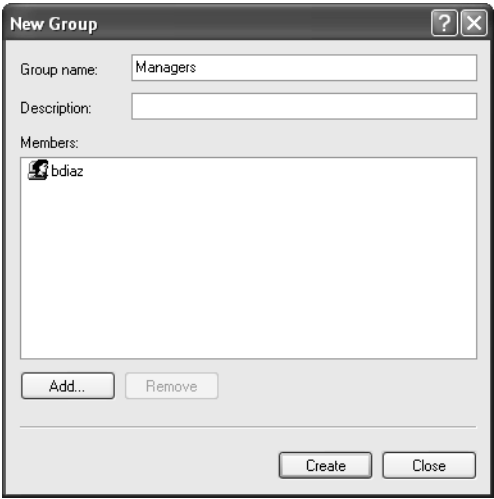 New Group
Group name: Managers
Description:
Members:
bdiaz
Add... Remove
Create Close